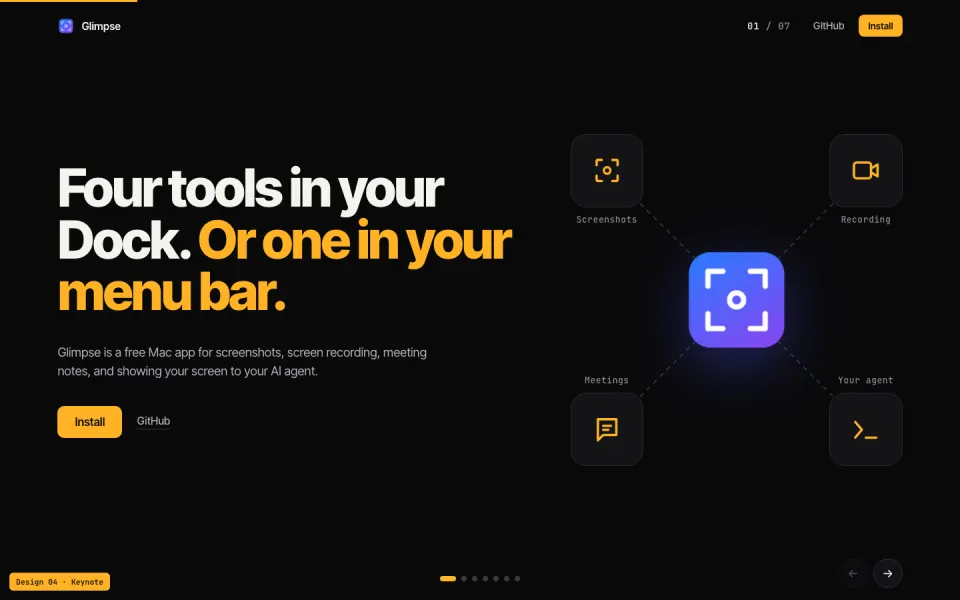 Glimpse
01 / 07
GitHub
Install
Four tools in your
Dock. Or one in your
menu bar.
Glimpse is a free Mac app for screenshots, screen recording, meeting
notes, and showing your screen to your AI agent.
Install
GitHub
Screenshots
Recording
Meetings
Your agent
Design 04 · Keynote